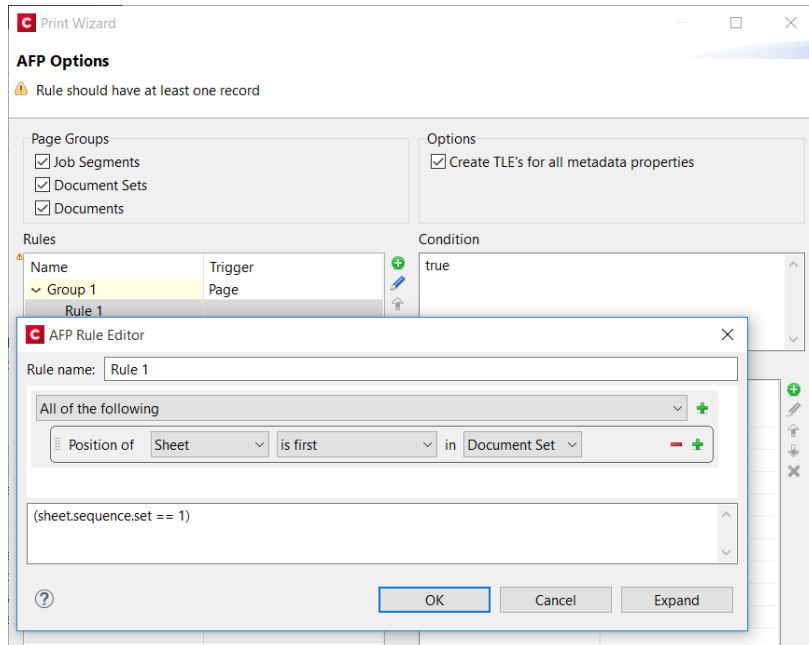 C Print Wizard
AFP Options
Rule should have at least one record
Page Groups
Job Segments
Document Sets
Documents
Options
Create TLE's for all metadata properties
Rules
Name Trigger
Group 1 Page
Rule 1
Condition
true
C AFP Rule Editor
Rule name: Rule 1
All of the following
Position of Sheet is first in Document Set
(sheet.sequence.set == 1)
? OK Cancel Expand